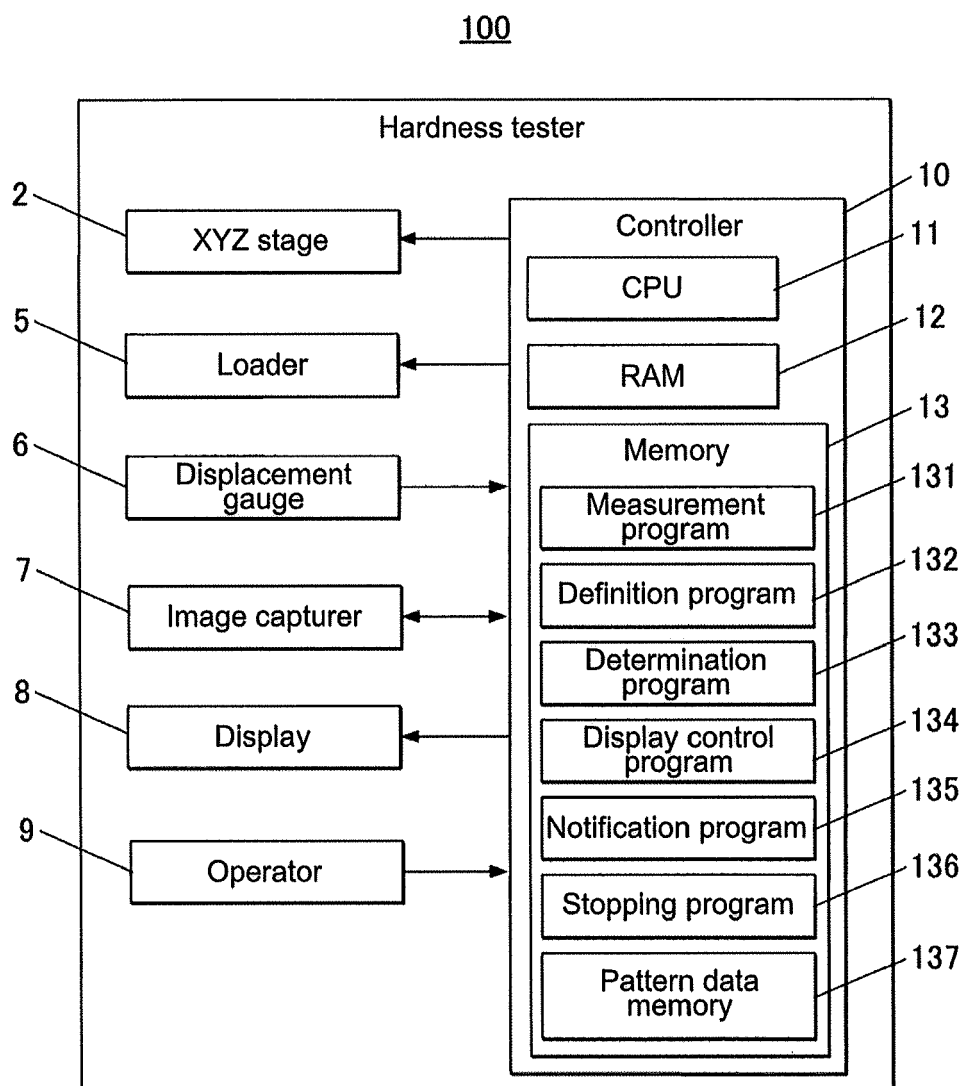 100
Hardness tester
2
XYZ stage
5
Loader
6
Displacement
gauge
7
Image capturer
8
Display
9
Operator
10
Controller
11
CPU
12
RAM
13
Memory
131
Measurement
program
132
Definition program
133
Determination
program
134
Display control
program
135
Notification program
136
Stopping program
137
Pattern data
memory